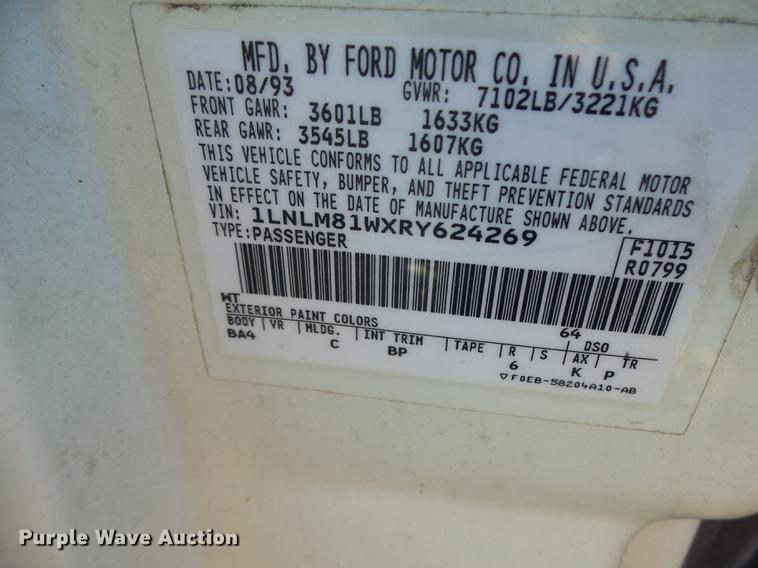 MFD. BY FORD MOTOR CO. IN U.S.A.
DATE: 08/93 GVWR: 7102LB/3221KG
FRONT GAWR: 3601LB 1633KG
REAR GAWR: 3545LB 1607KG
THIS VEHICLE CONFORMS TO ALL APPLICABLE FEDERAL MOTOR
VEHICLE SAFETY, BUMPER, AND THEFT PREVENTION STANDARDS
IN EFFECT ON THE DATE OF MANUFACTURE SHOWN ABOVE.
VIN: 1LNLM81WXRY624269
TYPE: PASSENGER
F1015
R0799
WT 64
EXTERIOR PAINT COLORS DSO
BODY VR MLDG. INT TRIM TAPE R S AX TR
BA4 C BP 6 K P
▽F0EB-58204A10-AB
Purple Wave Auction